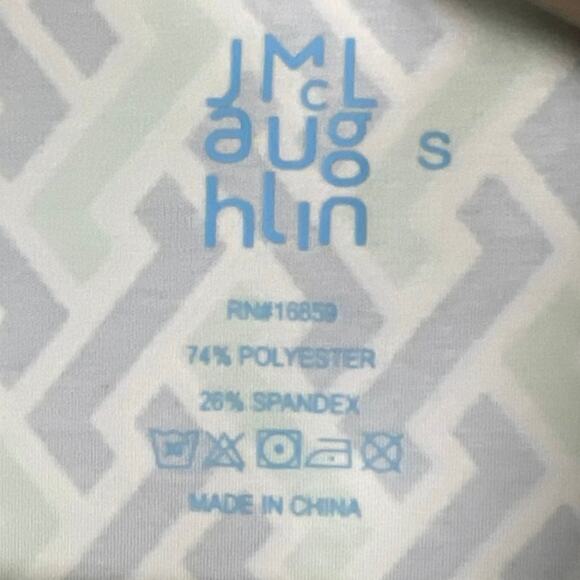 JMcL
aug
hlin
S
RN#16859
74% POLYESTER
26% SPANDEX
MADE IN CHINA